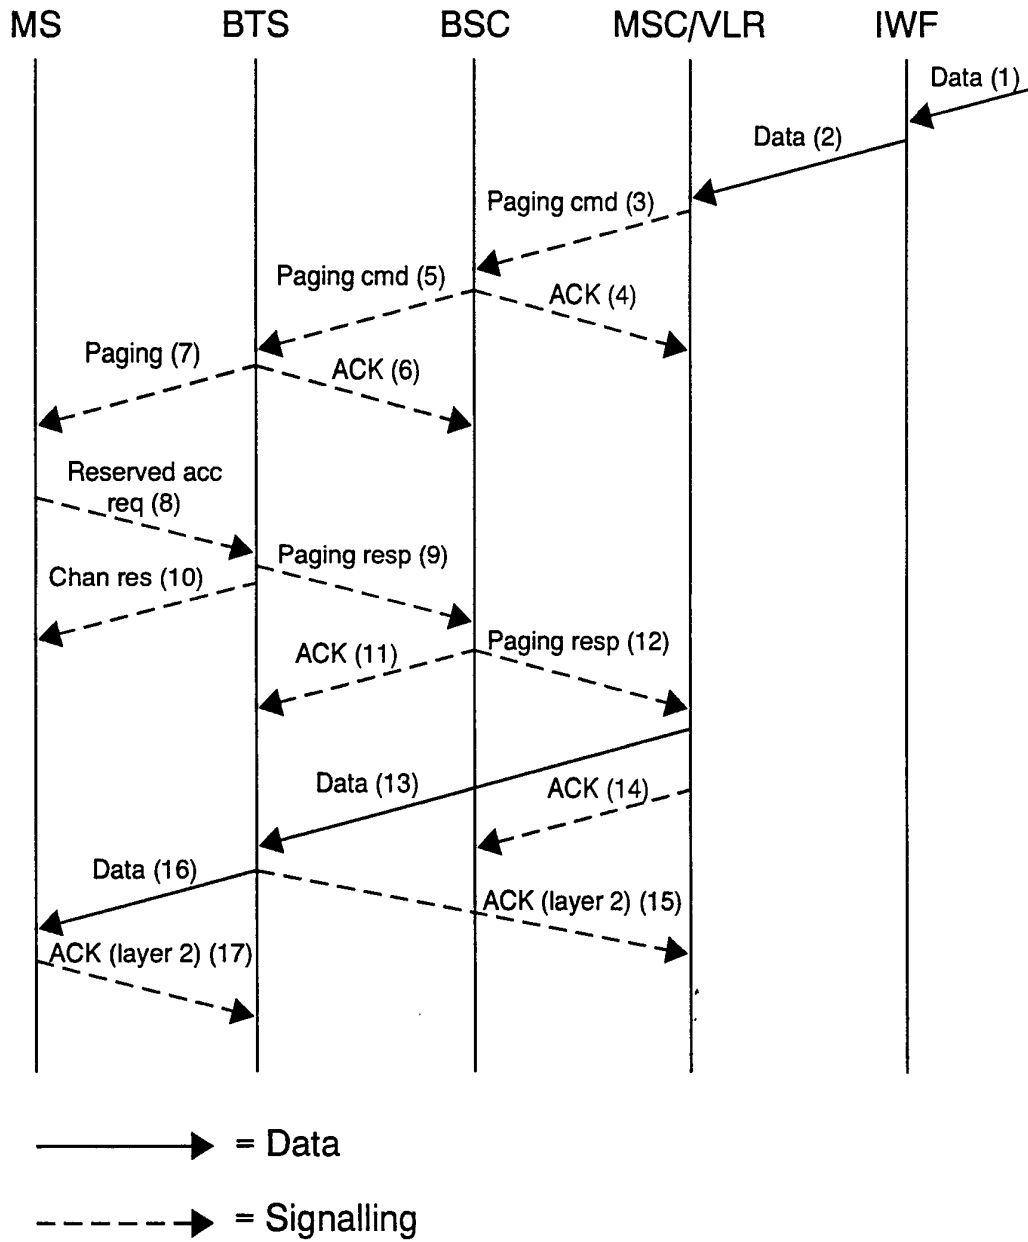 MS BTS BSC MSC/VLR IWF
Data (1)
Data (2)
Paging cmd (3)
Paging cmd (5)
ACK (4)
Paging (7)
ACK (6)
Reserved acc
req (8)
Paging resp (9)
Chan res (10)
Paging resp (12)
ACK (11)
Data (13)
ACK (14)
Data (16)
ACK (layer 2) (15)
ACK (layer 2) (17)
= Data
= Signalling